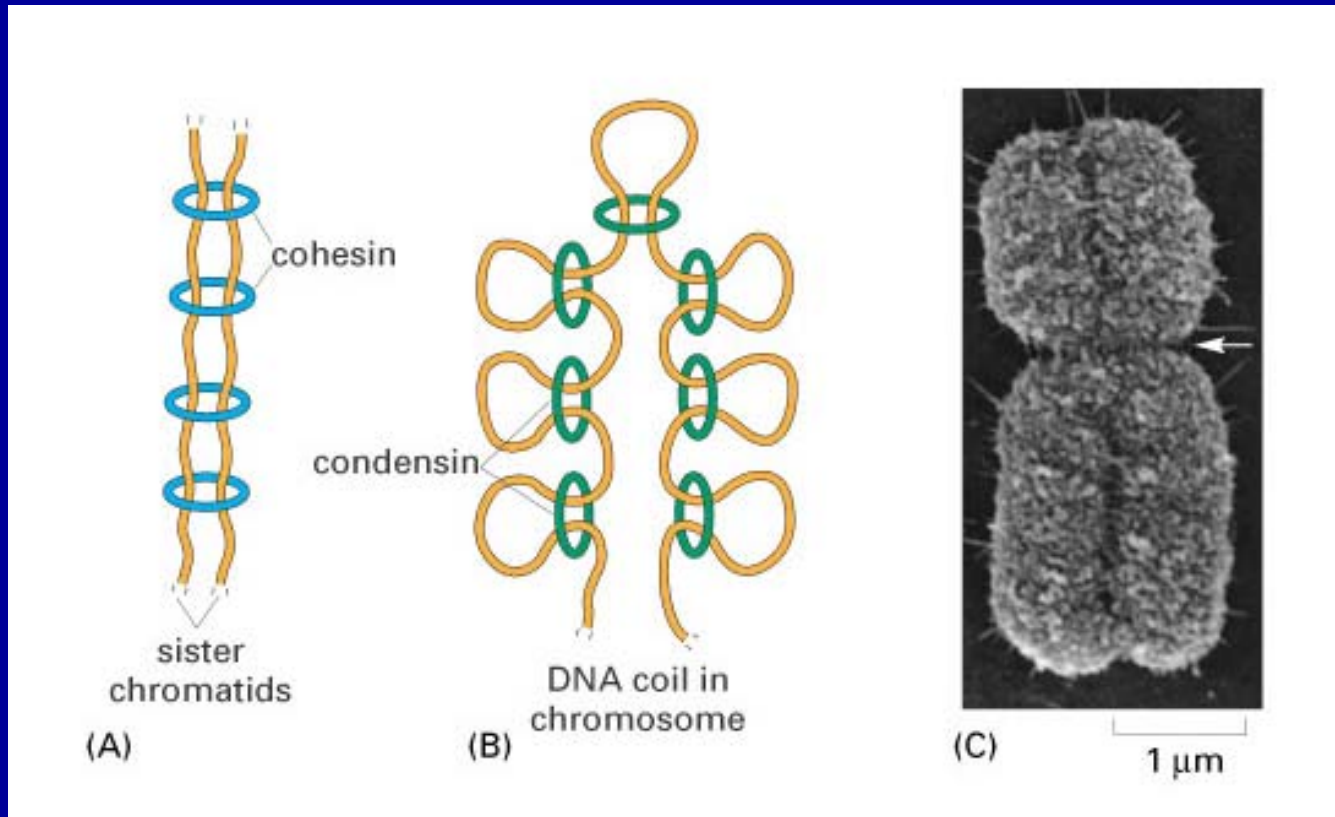 cohesin
condensin
sister
chromatids
(A)
DNA coil in
chromosome
(B)
(C)
1 μm